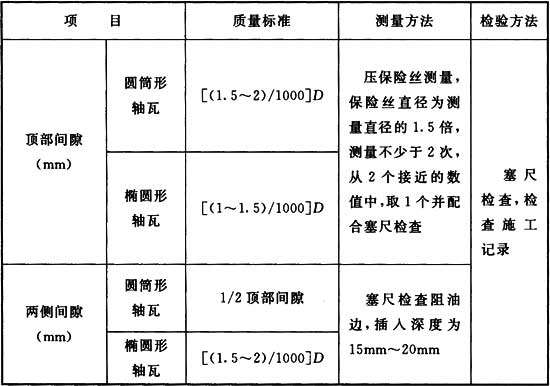 项 目
质量标准
测量方法
检验方法
顶部间隙
（mm）
圆筒形
轴瓦
[(1.5～2)/1000]D
压保险丝测量，
保险丝直径为测
量直径的1.5倍，
测量不少于2次，
从2个接近的数
值中，取1个并配
合塞尺检查
塞尺
检查，检
查施工
记录
椭圆形
轴瓦
[(1～1.5)/1000]D
两侧间隙
（mm）
圆筒形
轴瓦
1/2顶部间隙
塞尺检查阻油
边，插入深度为
15mm～20mm
椭圆形
轴瓦
[(1.5～2)/1000]D